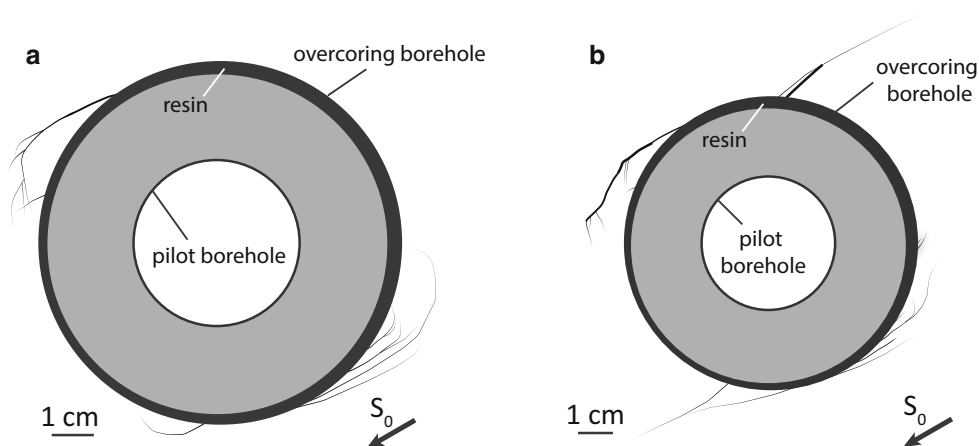 a
overcoring borehole
resin
pilot borehole
1 cm
S0
b
overcoring
borehole
resin
pilot
borehole
1 cm
S0